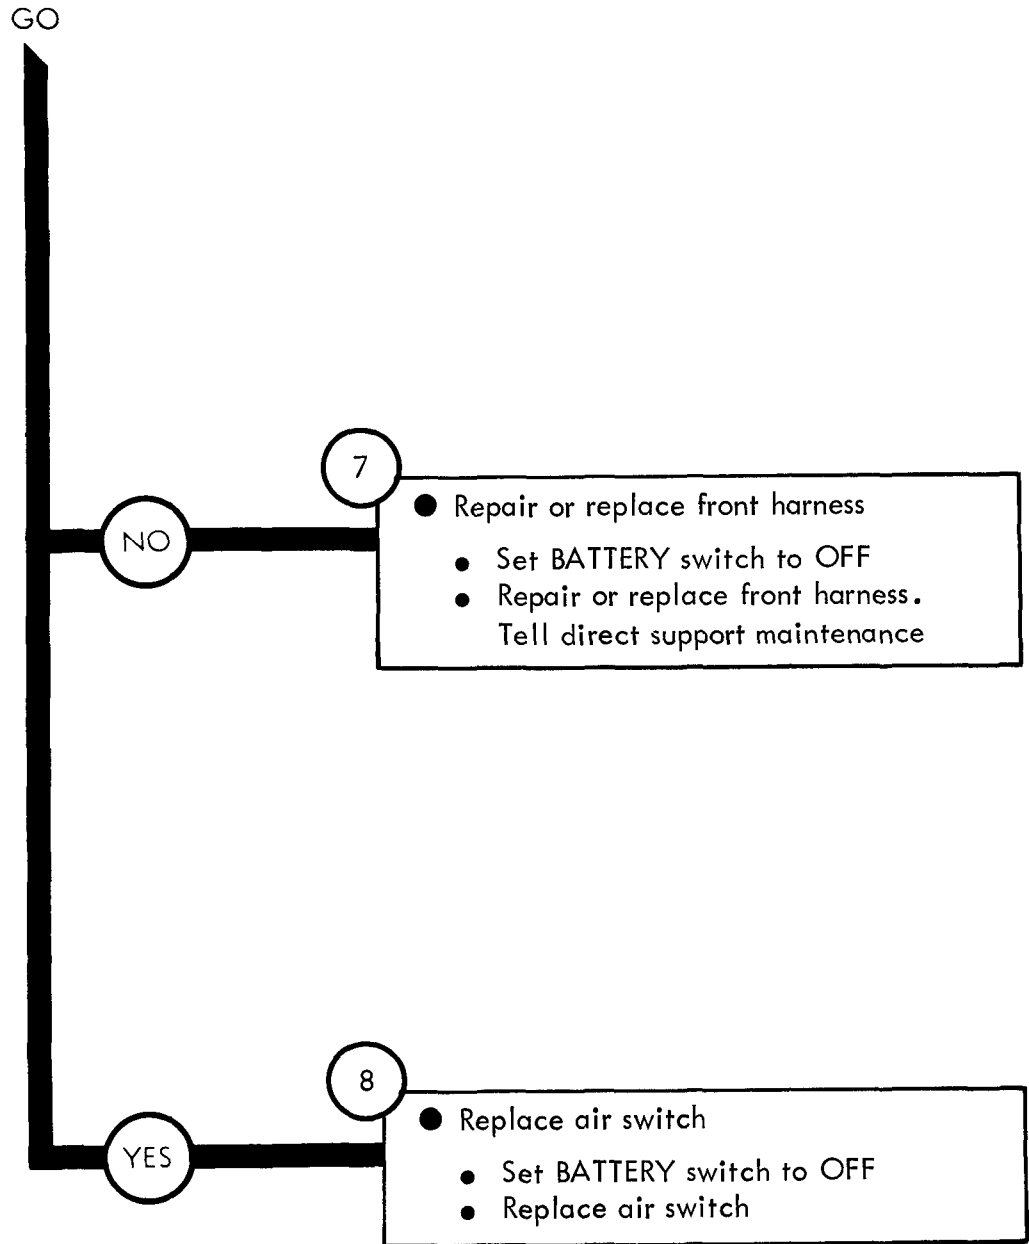 GO
7
● Repair or replace front harness
NO
● Set BATTERY switch to OFF
● Repair or replace front harness.
Tell direct support maintenance
8
● Replace air switch
YES
● Set BATTERY switch to OFF
● Replace air switch